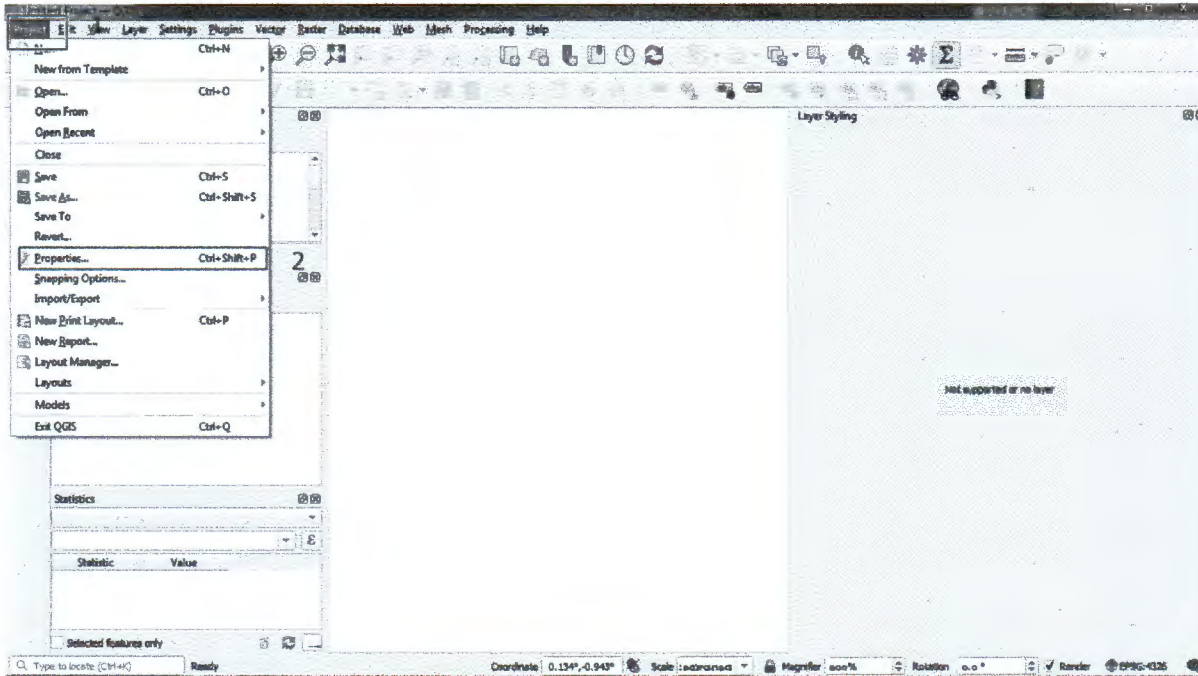 Project Edit View Layer Settings Plugins Vector Raster Database Web Mesh Processing Help
New Ctrl+N
New from Template
Open... Ctrl+O
Open From
Open Recent
Close
Save Ctrl+S
Save As... Ctrl+Shift+S
Save To
Revert...
Properties... Ctrl+Shift+P
2
Snapping Options...
Import/Export
New Print Layout... Ctrl+P
New Report...
Layout Manager...
Layouts
Models
Exit QGIS Ctrl+Q
Layer Styling
Not supported or no layer
Statistics
Statistic Value
Selected features only
Type to locate (Ctrl+K) Ready Coordinate 0.134°,-0.943° Scale Magnifier 100% Rotation 0.0 ° Render EPSG:4326